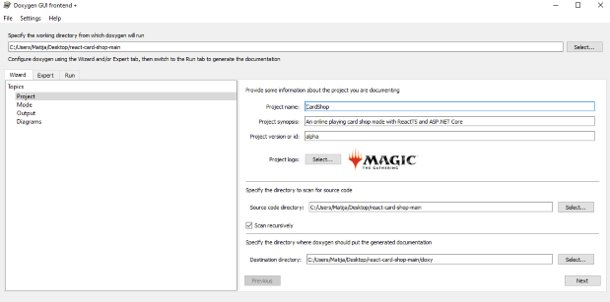 Doxygen GUI frontend +
File Settings Help
Specify the working directory from which doxygen will run
C:/Users/Matija/Desktop/react-card-shop-main Select...
Configure doxygen using the Wizard and/or Expert tab, then switch to the Run tab to generate the documentation
Wizard Expert Run
Topics
Project
Mode
Output
Diagrams
Provide some information about the project you are documenting
Project name: CardShop
Project synopsis: An online playing card shop made with ReactTS and ASP.NET Core
Project version or id: alpha
Project logo: Select... MAGIC
THE GATHERING
Specify the directory to scan for source code
Source code directory: C:/Users/Matija/Desktop/react-card-shop-main Select...
Scan recursively
Specify the directory where doxygen should put the generated documentation
Destination directory: C:/Users/Matija/Desktop/react-card-shop-main/doxy Select...
Previous Next